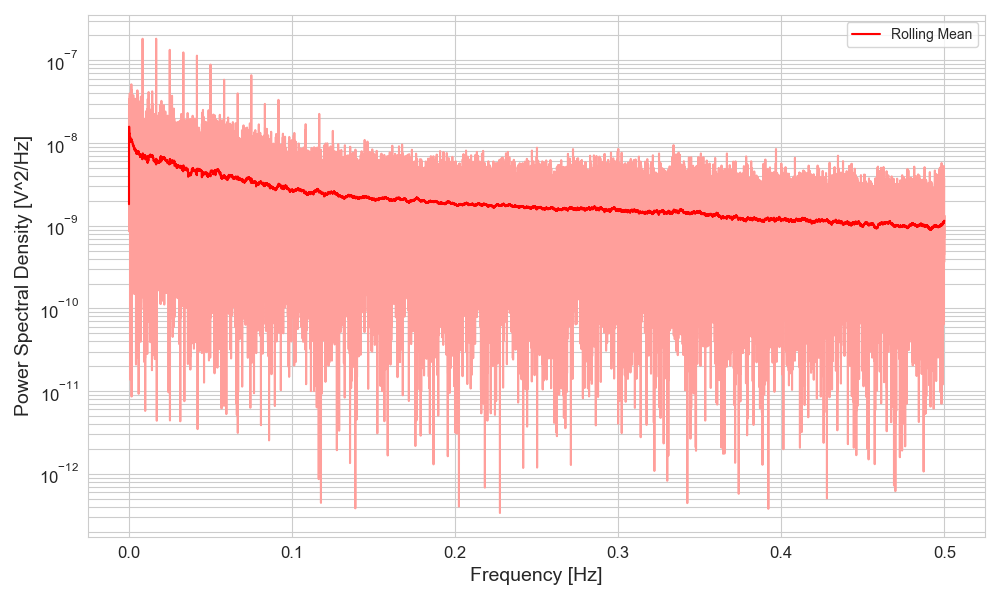 Rolling Mean
Power Spectral Density [V^2/Hz]
10⁻⁷
10⁻⁸
10⁻⁹
10⁻¹⁰
10⁻¹¹
10⁻¹²
0.0 0.1 0.2 0.3 0.4 0.5
Frequency [Hz]